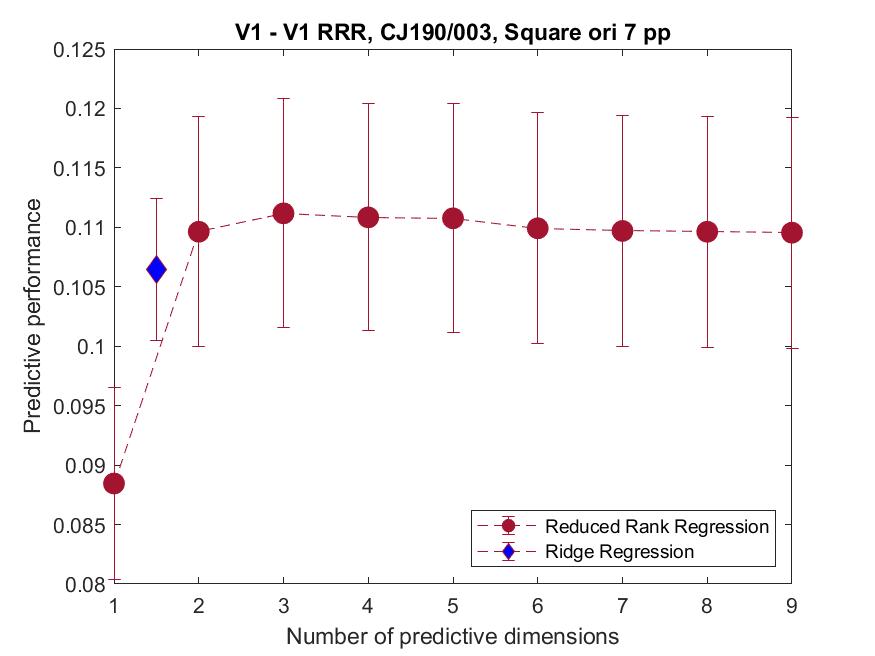 V1 - V1 RRR, CJ190/003, Square ori 7 pp
0.125
0.12
0.115
0.11
0.105
0.1
0.095
0.09
0.085
0.08
Predictive performance
1 2 3 4 5 6 7 8 9
Number of predictive dimensions
Reduced Rank Regression
Ridge Regression